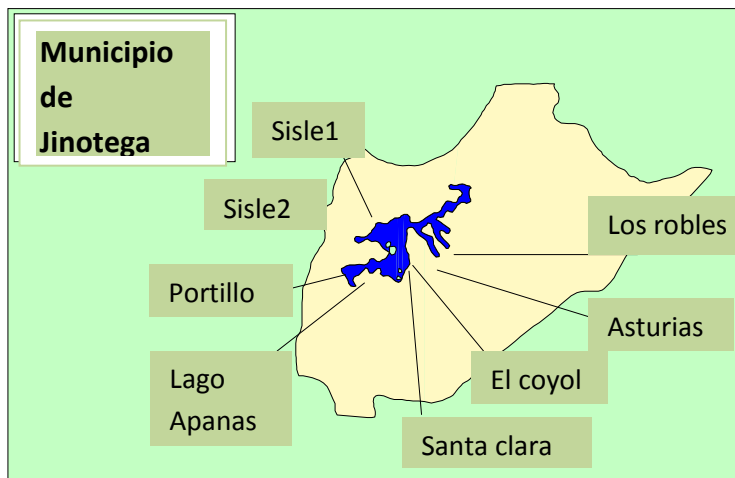 Municipio
de
Jinotega
Sisle1
Sisle2
Los robles
Portillo
Asturias
Lago
Apanas
El coyol
Santa clara